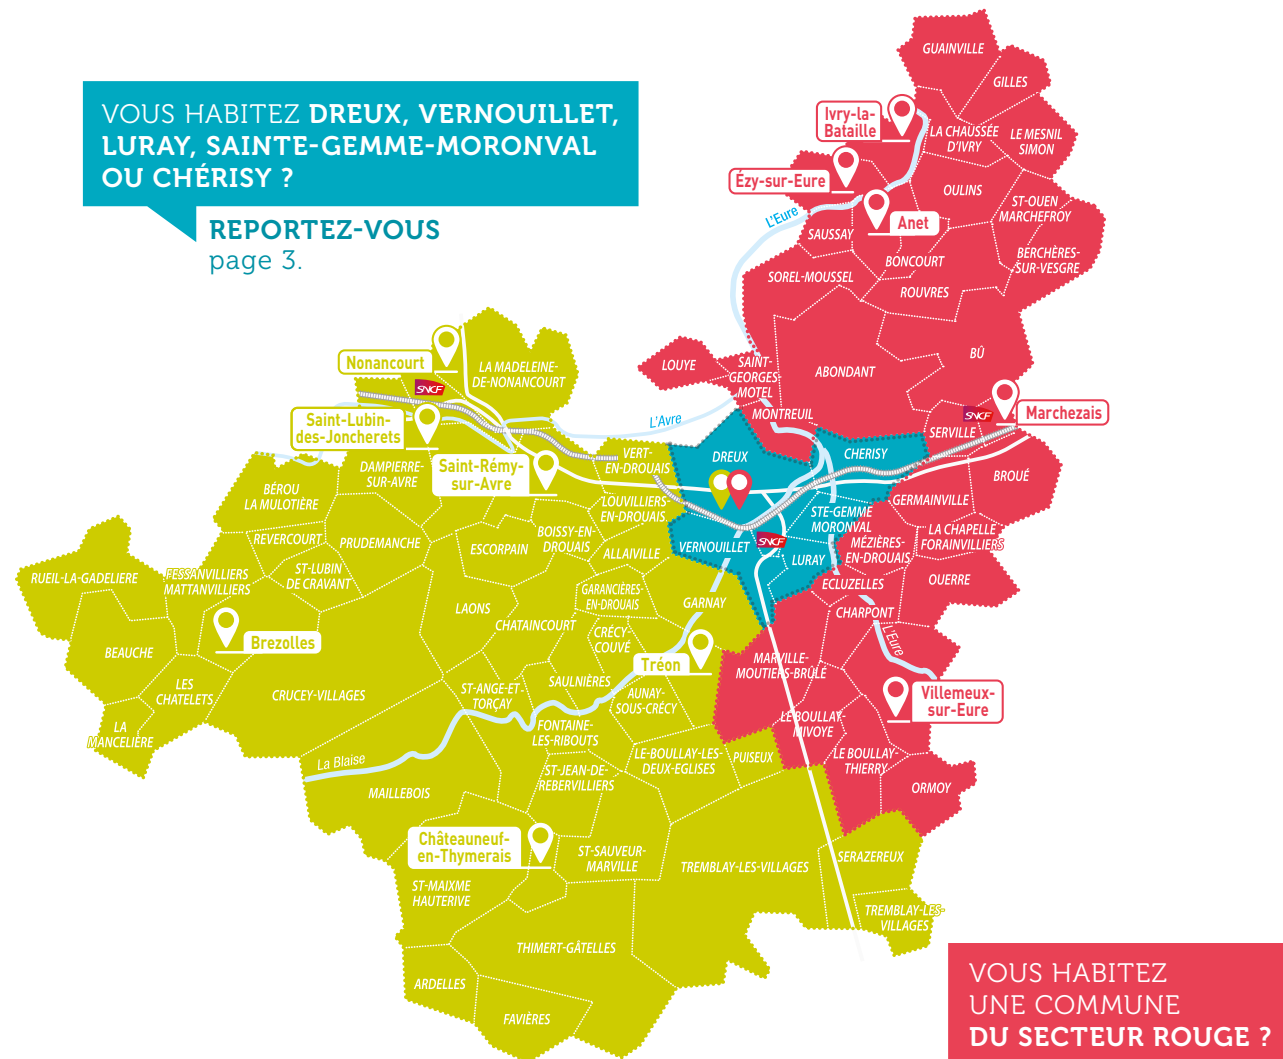 VOUS HABITEZ DREUX, VERNOUILLET,
LURAY, SAINTE-GEMME-MORONVAL
OU CHÉRISY ?
REPORTEZ-VOUS
page 3.
GUAINVILLE
GILLES
Ivry-la-
Bataille
LA CHAUSSÉE
D'IVRY
LE MESNIL
SIMON
Ézy-sur-Eure
OULINS
ST-OUEN
MARCHEFROY
L'Eure
Anet
SAUSSAY
BONCOURT
BERCHÈRES-
SUR-VESGRE
SOREL-MOUSSEL
ROUVRES
Nonancourt
SNCF
LA MADELEINE-
DE-NONANCOURT
LOUYE
SAINT-
GEORGES
MOTEL
ABONDANT
BÛ
MONTREUIL
SNCF
Marchezais
SERVILLE
Saint-Lubin-
des-Joncherets
L'Avre
DREUX
CHERISY
DAMPIERRE-
SUR-AVRE
Saint-Rémy-
sur-Avre
VERT-
EN-DROUAIS
BROUÉ
BÉROU
LA MULOTIÈRE
LOUVILLIERS-
EN-DROUAIS
GERMAINVILLE
STE-GEMME
MORONVAL
LA CHAPELLE
FORAINVILLIERS
REVERCOURT
PRUDEMANCHE
ESCORPAIN
BOISSY-EN-
DROUAIS
ALLAIVILLE
VERNOUILLET
SNCF
LURAY
MÉZIÈRES-
EN-DROUAIS
RUEIL-LA-GADELIERE
FESSANVILLIERS
MATTANVILLIERS
ST-LUBIN
DE CRAVANT
ECLUZELLES
OUERRE
GARANCIÈRES-
EN-DROUAIS
GARNAY
LAONS
CHATAINCOURT
CHARPONT
Brezolles
CRÉCY-
COUVÉ
L'Eure
BEAUCHE
Tréon
MARVILLE-
MOUTIERS-BRÛLÉ
LES
CHATELETS
CRUCEY-VILLAGES
ST-ANGE-ET-
TORÇAY
SAULNIÈRES
AUNAY-
SOUS-CRÉCY
Villemeux-
sur-Eure
LA
MANCELIÈRE
FONTAINE-
LES-RIBOUTS
LE BOULLAY-
MIVOYE
La Blaise
LE-BOULLAY-LES-
DEUX-EGLISES
PUISEUX
LE BOULLAY-
THIERRY
ST-JEAN-DE-
REBERVILLIERS
MAILLEBOIS
ORMOY
Châteauneuf-
en-Thymerais
ST-SAUVEUR-
MARVILLE
TREMBLAY-LES-VILLAGES
SERAZEREUX
ST-MAIXME
HAUTERIVE
TREMBLAY-LES-
VILLAGES
THIMERT-GÂTELLES
ARDELLES
FAVIÈRES
VOUS HABITEZ
UNE COMMUNE
DU SECTEUR ROUGE ?